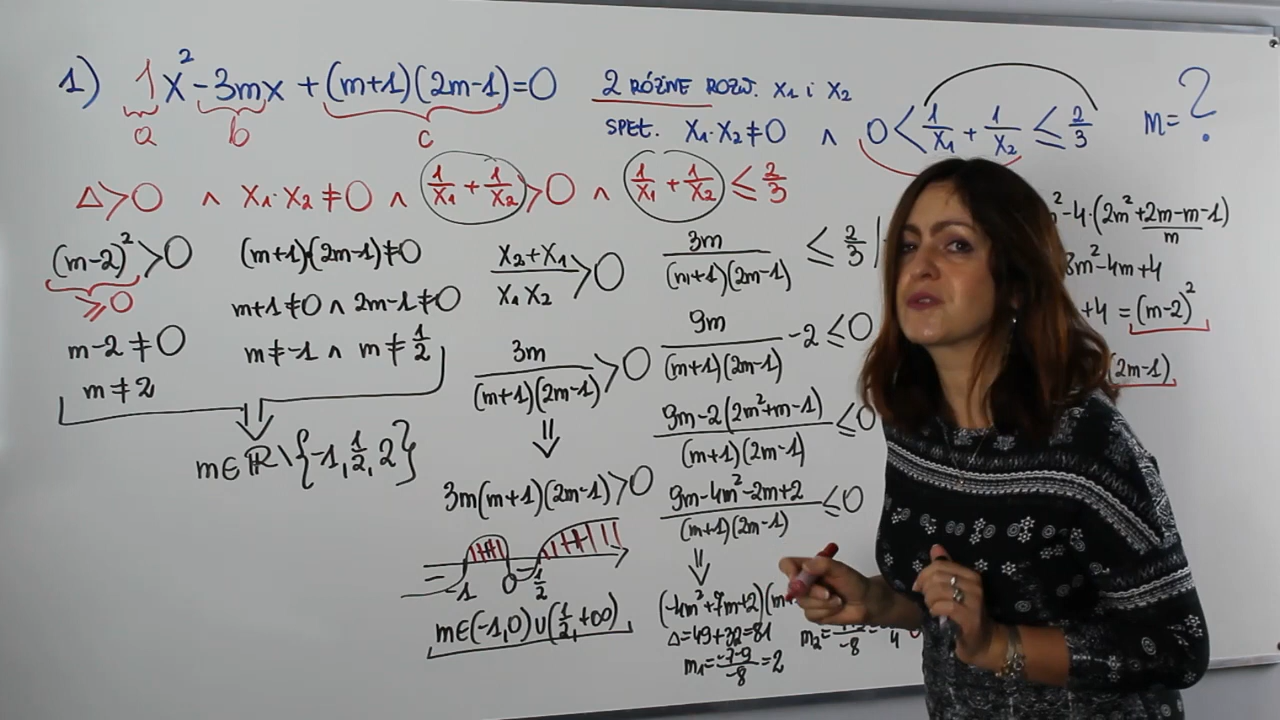 1) 1x²-3mx+(m+1)(2m-1)=0
a b c
2 RÓŻNE ROZW. x₁ i x₂
SPEŁ. x₁·x₂≠0 ∧ 0<1/x₁+1/x₂≤2/3 m=?
Δ>0 ∧ x₁·x₂≠0 ∧ 1/x₁+1/x₂>0 ∧ 1/x₁+1/x₂≤2/3
(m-2)²>0
≥0
m-2≠0
m≠2
(m+1)(2m-1)≠0
m+1≠0 ∧ 2m-1≠0
m≠-1 ∧ m≠1/2
m∈ℝ\{-1,1/2,2}
x₂+x₁/x₁x₂>0
3m/(m+1)(2m-1)>0
⇓
3m(m+1)(2m-1)>0
-1 0 1/2
m∈(-1,0)∪(1/2,+∞)
3m/(m+1)(2m-1) ≤2/3 |
9m/(m+1)(2m-1)-2≤0
9m-2(2m²+m-1)/(m+1)(2m-1)≤0
9m-4m²-2m+2/(m+1)(2m-1)≤0
⇓
(-4m²+7m+2)(m+
Δ=49+32=81
m₁=-7-9/-8=2
m₂=
-4·(2m²+2m-m-1)
m
8m²-4m+4
+4=(m-2)²
(2m-1)